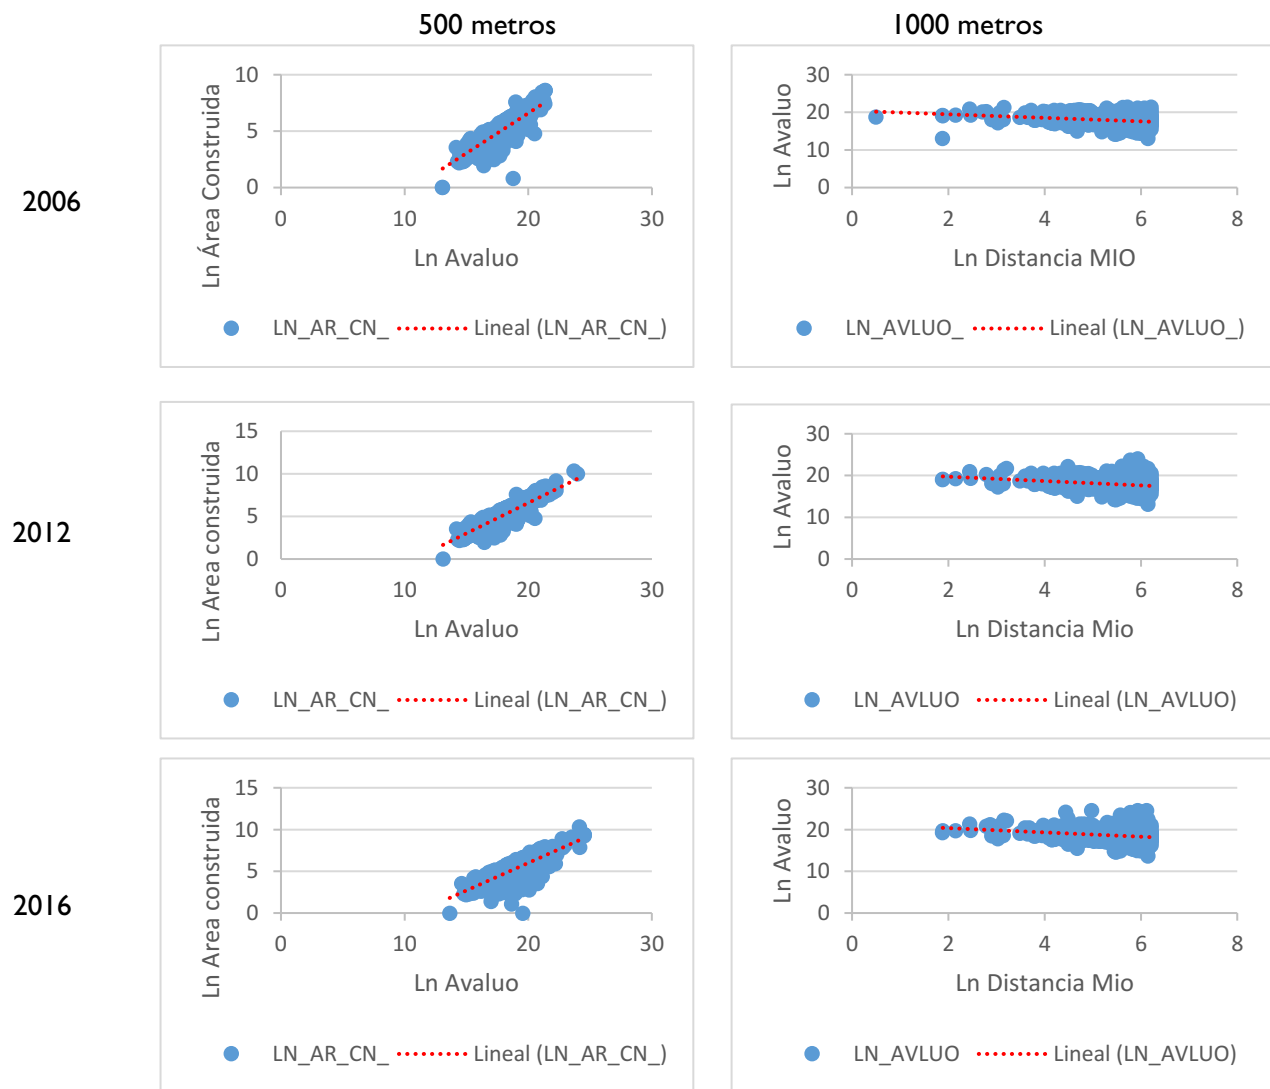 500 metros
1000 metros
2006
10
5
0
0 10 20 30
Ln Área Construida
Ln Avaluo
LN_AR_CN_ Lineal (LN_AR_CN_)
30
20
10
0
0 2 4 6 8
Ln Avaluo
Ln Distancia MIO
LN_AVLUO_ Lineal (LN_AVLUO_)
2012
15
10
5
0
0 10 20 30
Ln Area construida
Ln Avaluo
LN_AR_CN_ Lineal (LN_AR_CN_)
30
20
10
0
0 2 4 6 8
Ln Avaluo
Ln Distancia Mio
LN_AVLUO Lineal (LN_AVLUO)
2016
15
10
5
0
0 10 20 30
Ln Area construida
Ln Avaluo
LN_AR_CN_ Lineal (LN_AR_CN_)
30
20
10
0
0 2 4 6 8
Ln Avaluo
Ln Distancia Mio
LN_AVLUO Lineal (LN_AVLUO)